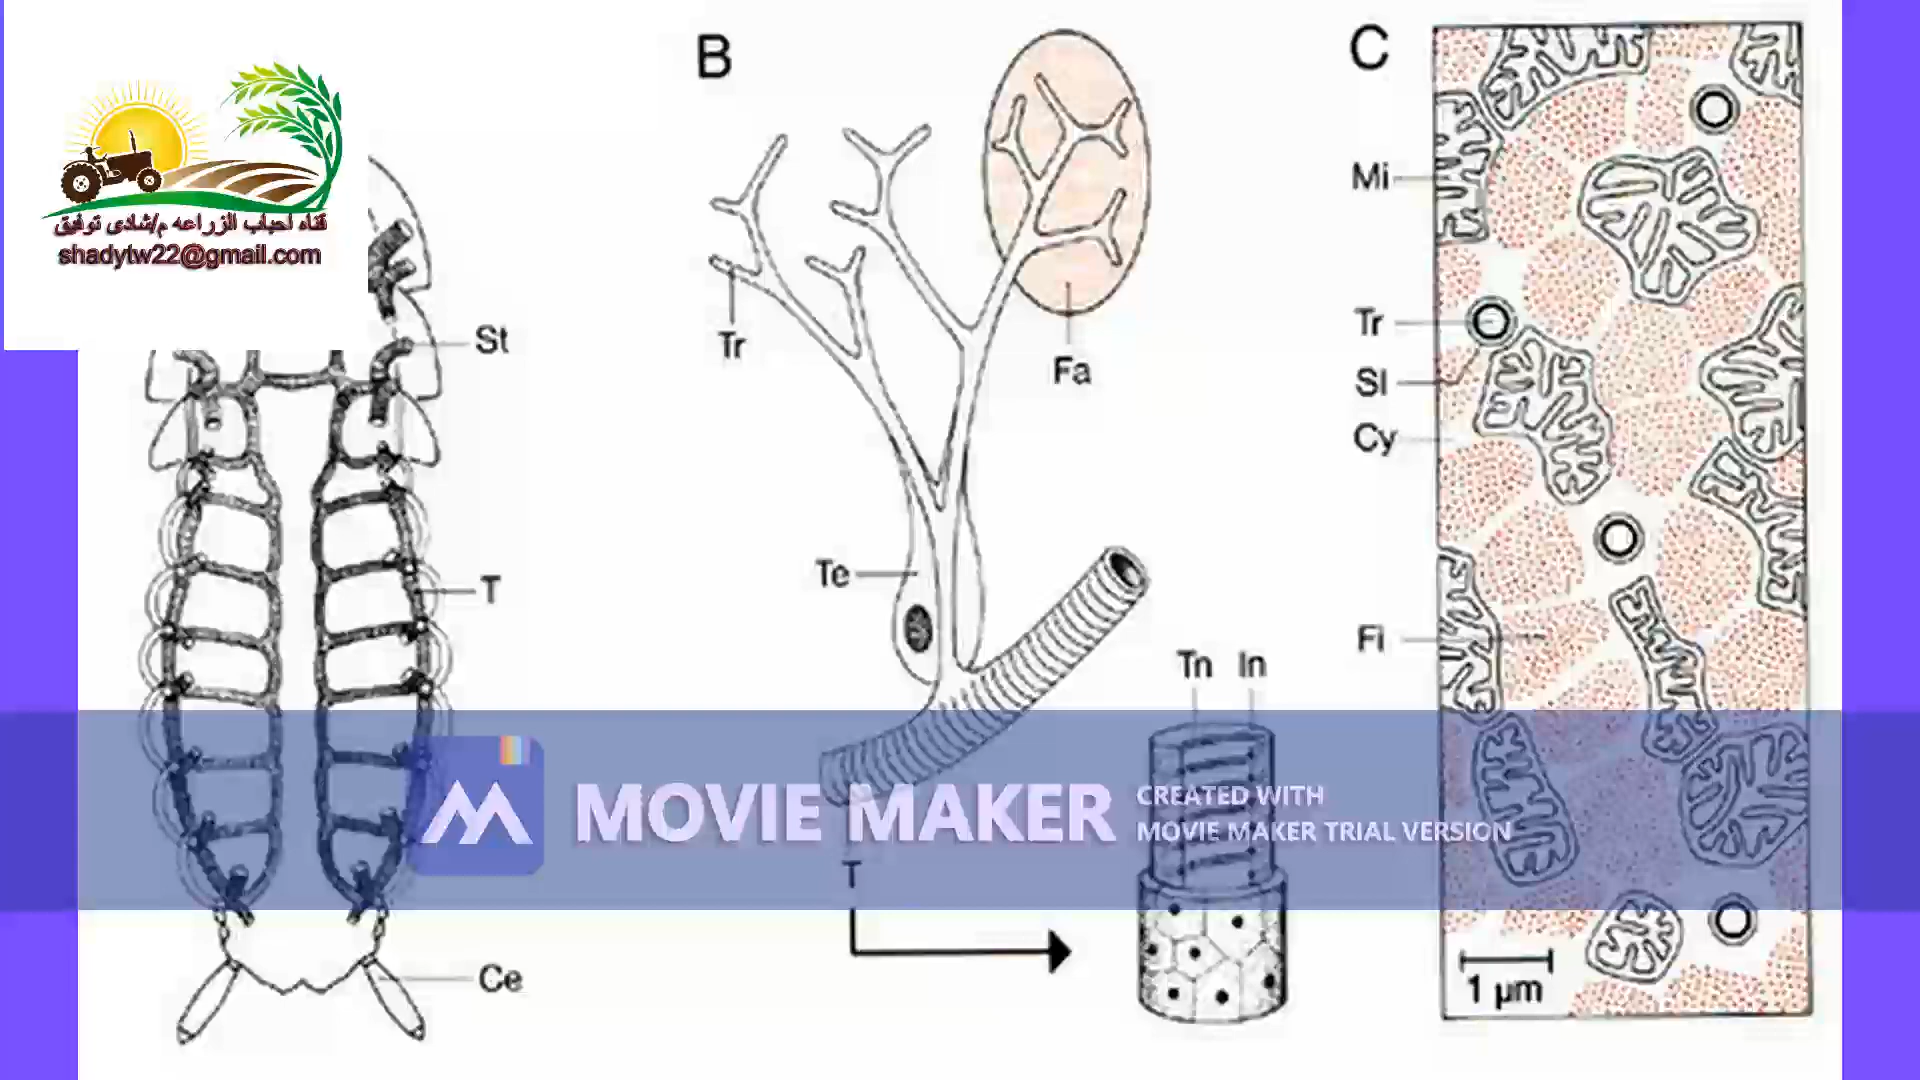 قناه احباب الزراعه م/شادى توفيق
shadytw22@gmail.com
St
T
Ce
B
Tr
Fa
Te
Tn In
T
C
Mi
Tr
Sl
Cy
Fi
1 µm
MOVIE MAKER
CREATED WITH
MOVIE MAKER TRIAL VERSION